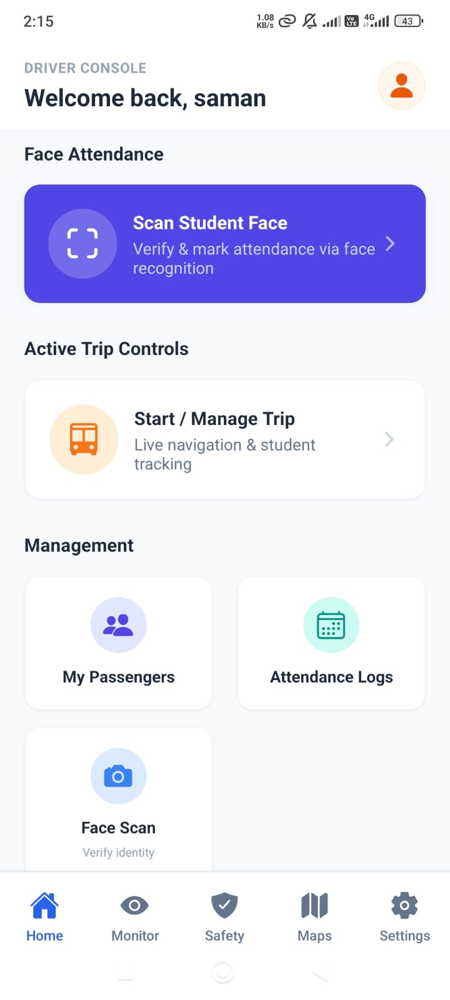 2:15
1.08
KB/s
Vo
LTE
4G
43
DRIVER CONSOLE
Welcome back, saman
Face Attendance
Scan Student Face
Verify & mark attendance via face
recognition
Active Trip Controls
Start / Manage Trip
Live navigation & student
tracking
Management
My Passengers
Attendance Logs
Face Scan
Verify identity
Home
Monitor
Safety
Maps
Settings